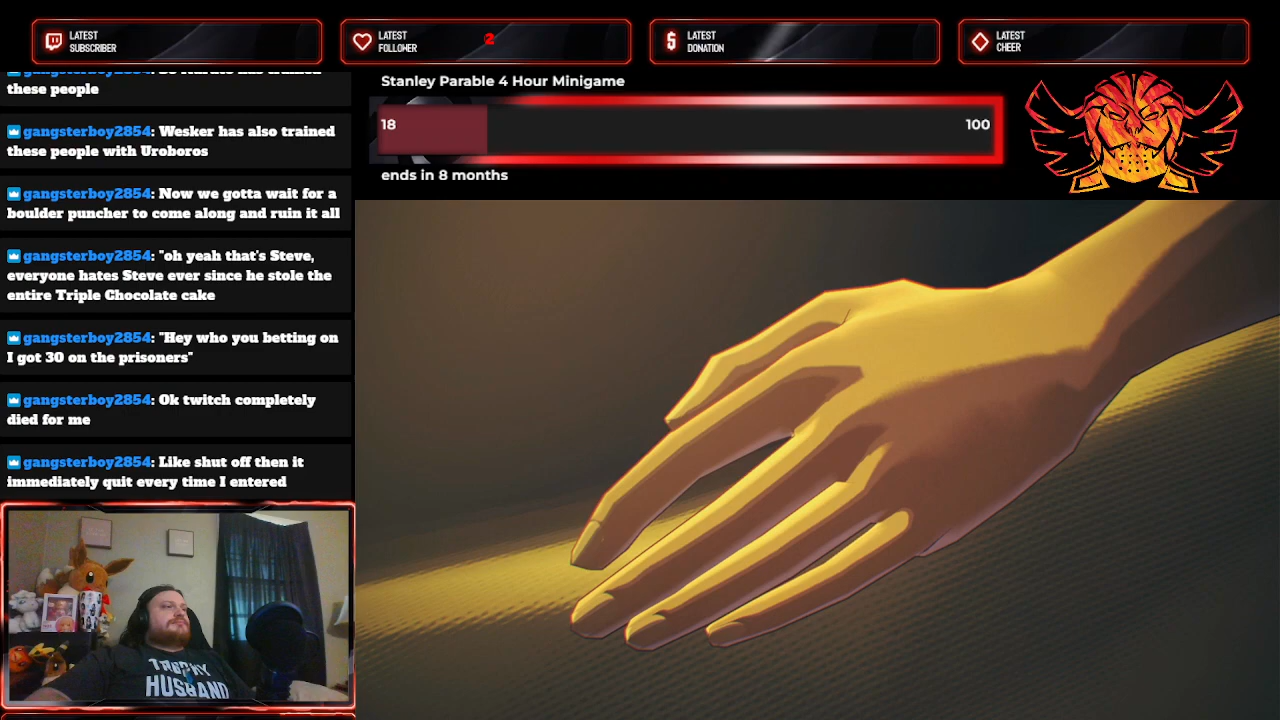 LATEST
SUBSCRIBER
LATEST
FOLLOWER
2
LATEST
DONATION
LATEST
CHEER
these people
gangsterboy2854: Wesker has also trained
these people with Uroboros
gangsterboy2854: Now we gotta wait for a
boulder puncher to come along and ruin it all
gangsterboy2854: "oh yeah that's Steve,
everyone hates Steve ever since he stole the
entire Triple Chocolate cake
gangsterboy2854: "Hey who you betting on
I got 30 on the prisoners"
gangsterboy2854: Ok twitch completely
died for me
gangsterboy2854: Like shut off then it
immediately quit every time I entered
Stanley Parable 4 Hour Minigame
18
100
ends in 8 months
TROPHY
HUSBAND